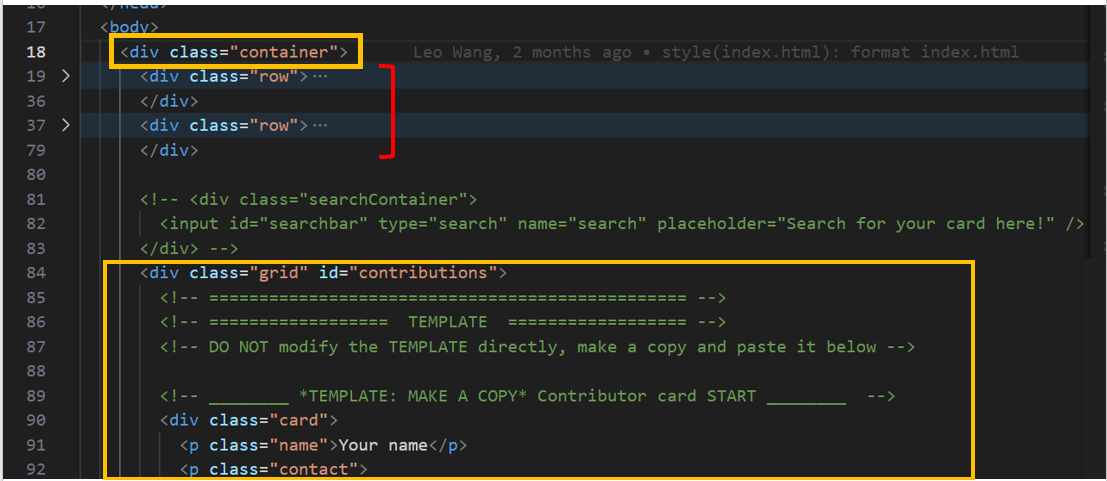 16 </head>
17 <body>
18 <div class="container"> Leo Wang, 2 months ago • style(index.html): format index.html
19 > <div class="row">···
36 </div>
37 > <div class="row">···
79 </div>
80
81 <!-- <div class="searchContainer">
82 <input id="searchbar" type="search" name="search" placeholder="Search for your card here!" />
83 </div> -->
84 <div class="grid" id="contributions">
85 <!-- ================================================ -->
86 <!-- ================== TEMPLATE ================== -->
87 <!-- DO NOT modify the TEMPLATE directly, make a copy and paste it below -->
88
89 <!-- ________ *TEMPLATE: MAKE A COPY* Contributor card START ________ -->
90 <div class="card">
91 <p class="name">Your name</p>
92 <p class="contact">